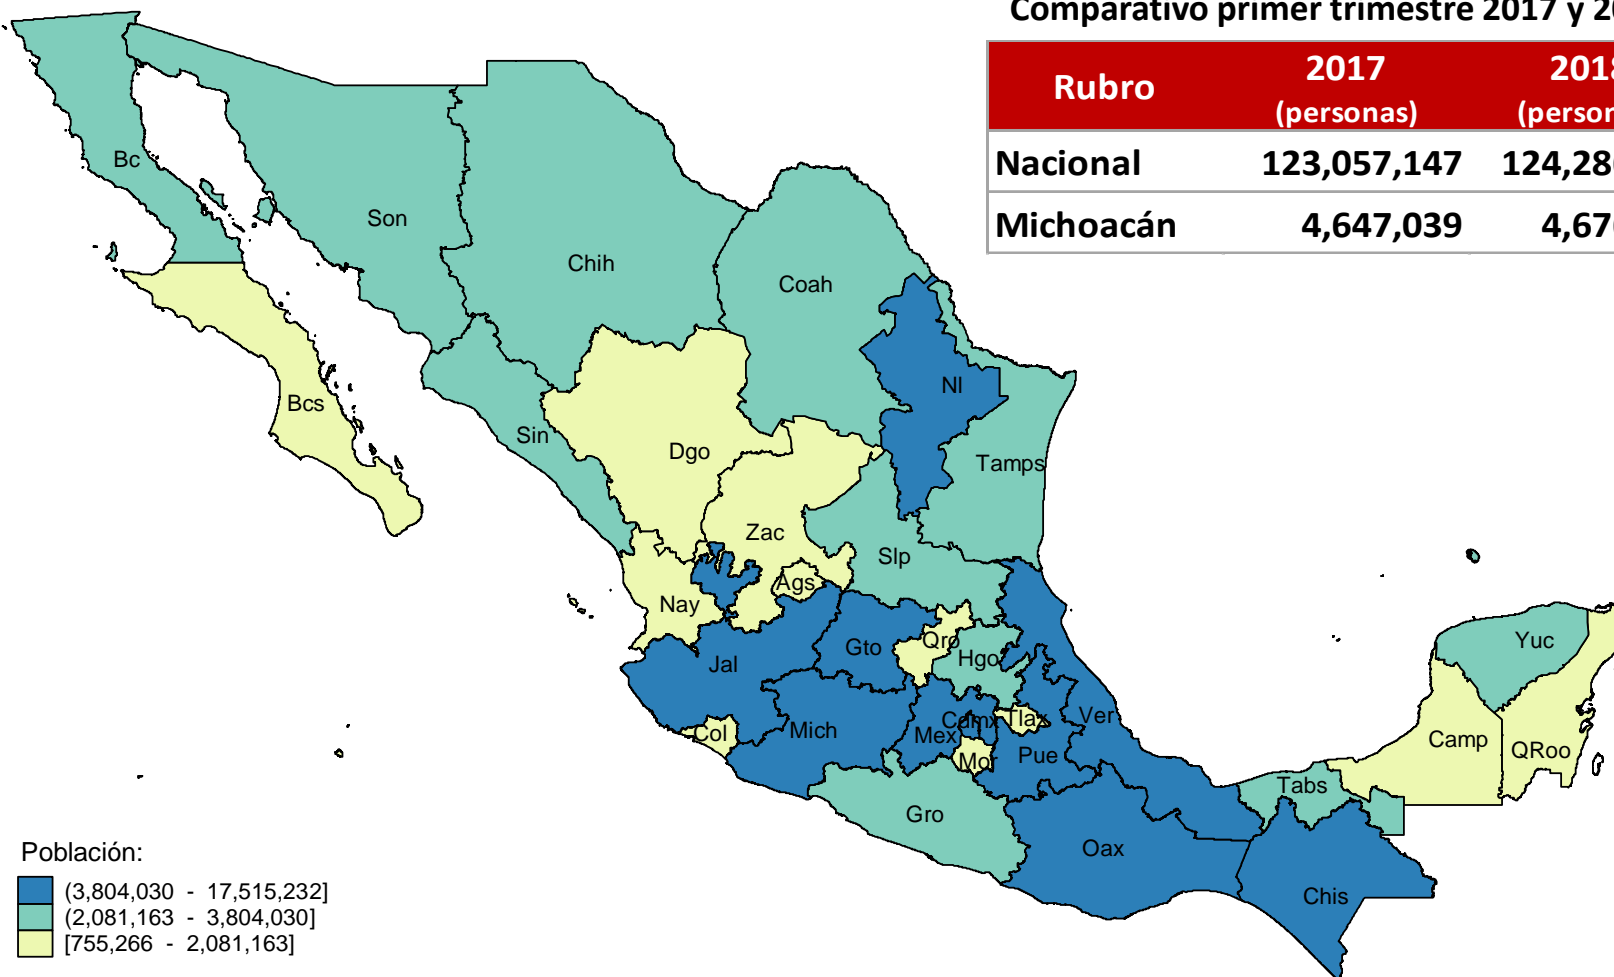 Comparativo primer trimestre 2017 y
Rubro 2017
(personas)
Nacional 123,057,147
Michoacán 4,647,039
Bc
Son
Chih
Coah
Nl
Bcs
Sin
Dgo
Tamps
Zac
Slp
Ags
Nay
Gto
Qro
Hgo
Yuc
Jal
Col
Mich
Mex
Cdmx
Tlax
Ver
Mor
Pue
Camp
QRoo
Tabs
Gro
Oax
Chis
Población:
(3,804,030 - 17,515,232]
(2,081,163 - 3,804,030]
[755,266 - 2,081,163]